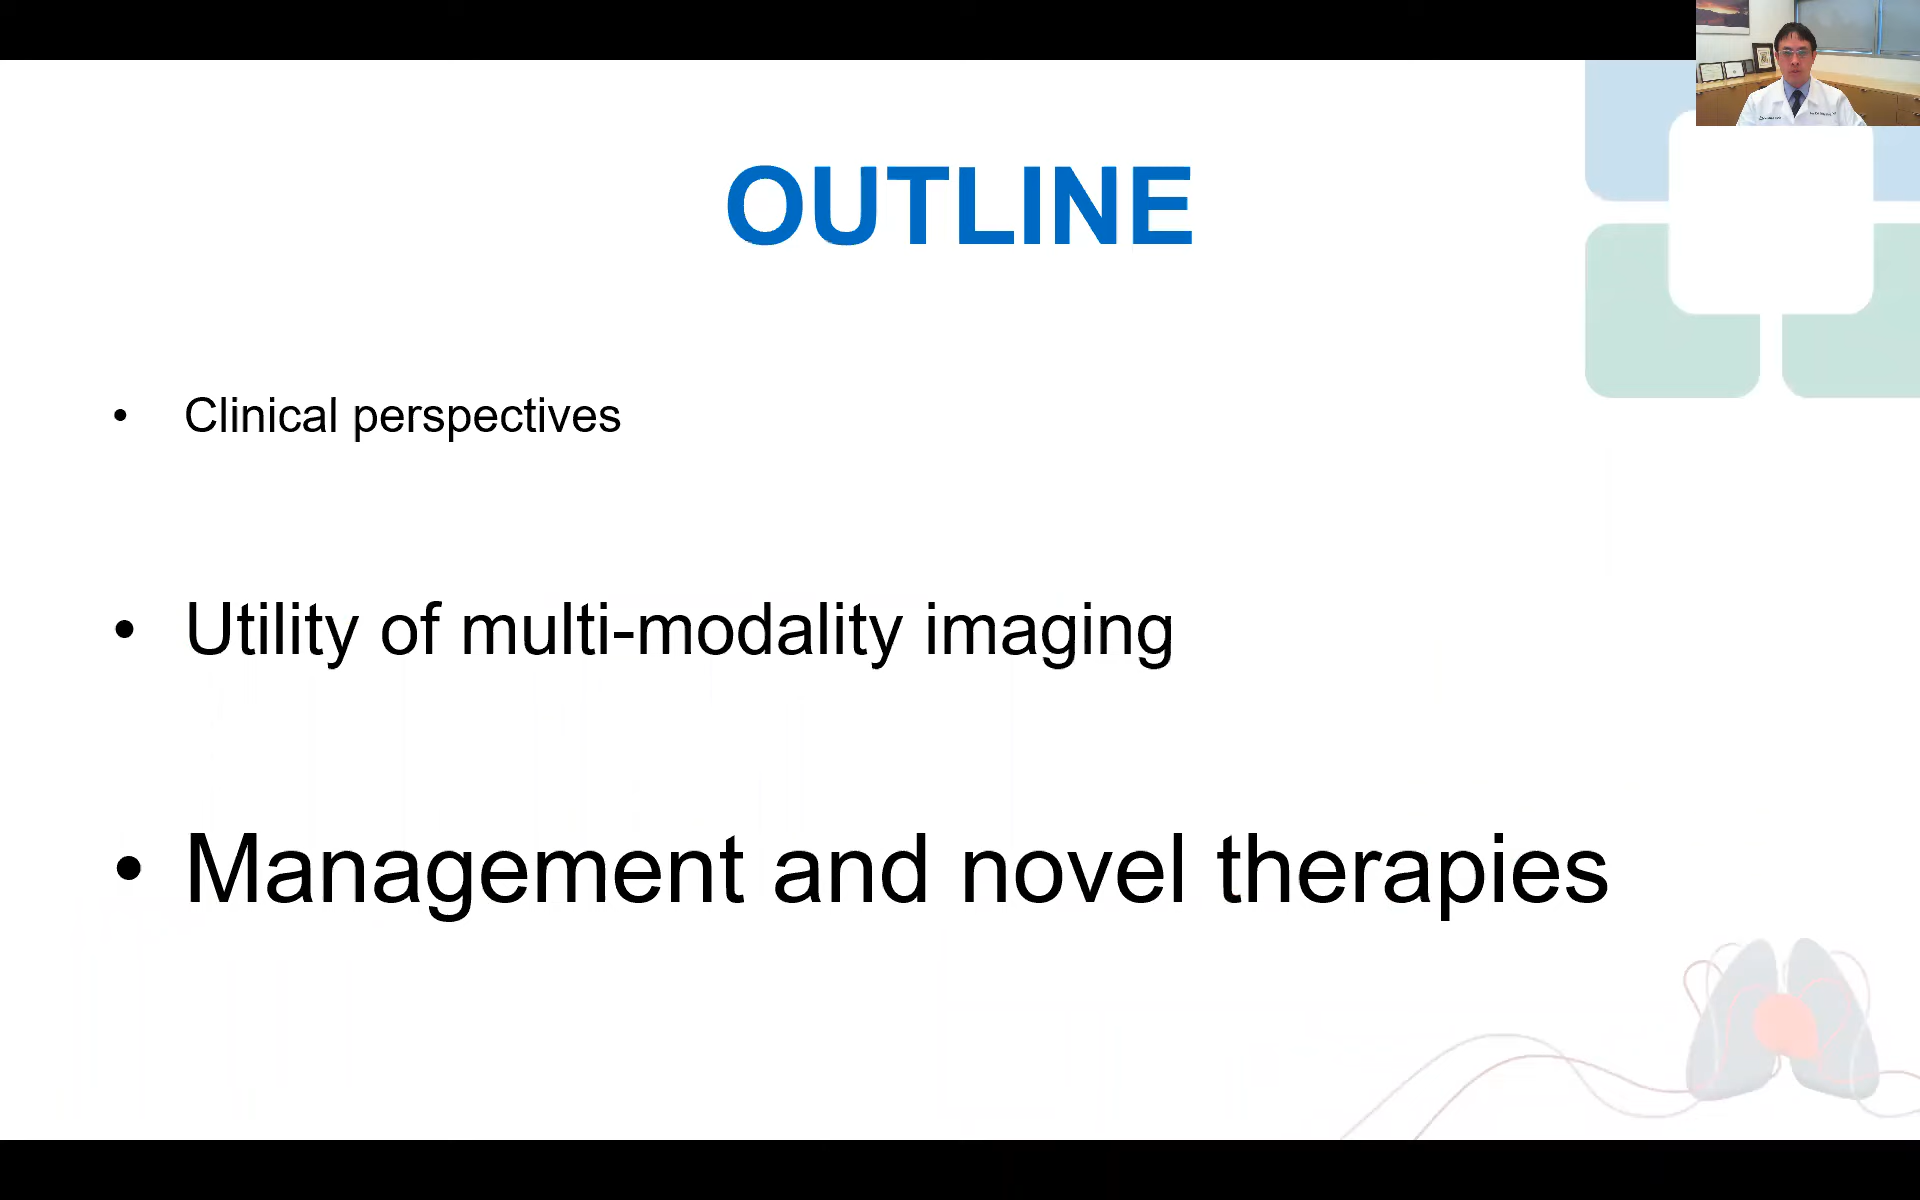 OUTLINE
• Clinical perspectives
• Utility of multi-modality imaging
• Management and novel therapies